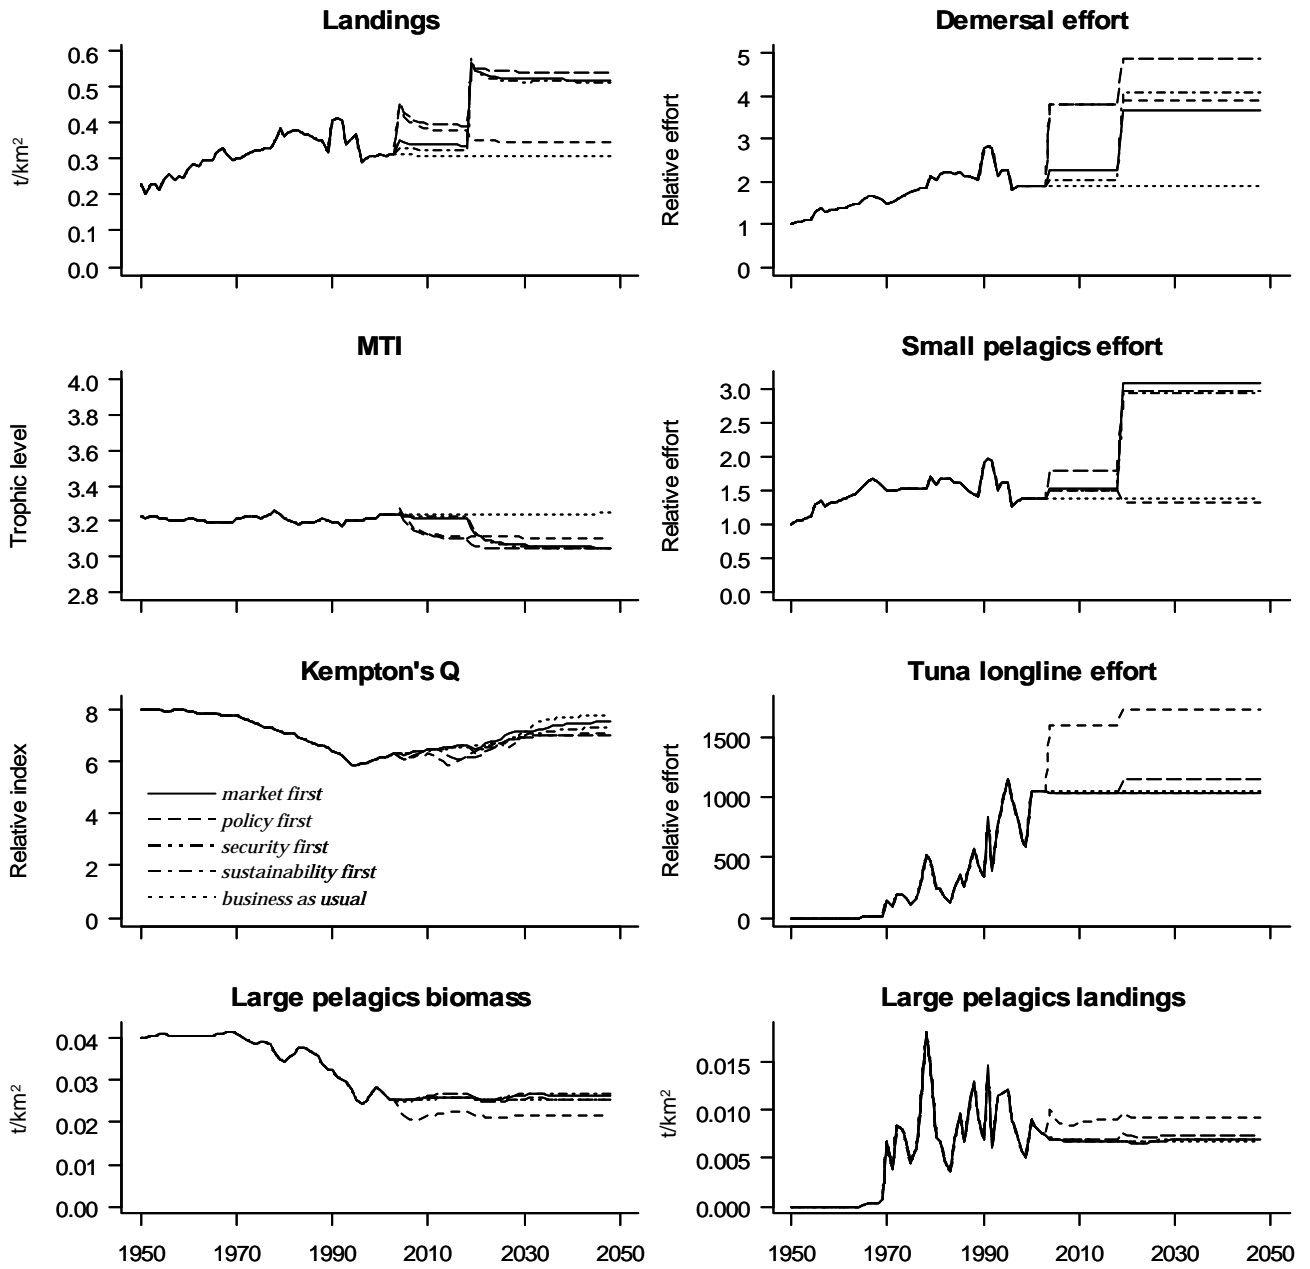 Landings
t/km²
0.6
0.5
0.4
0.3
0.2
0.1
0.0
Demersal effort
Relative effort
5
4
3
2
1
0
1950 1970 1990 2010 2030 2050
1950 1970 1990 2010 2030 2050
MTI
Trophic level
4.0
3.8
3.6
3.4
3.2
3.0
2.8
Small pelagics effort
Relative effort
3.0
2.5
2.0
1.5
1.0
0.5
0.0
Kempton's Q
Relative index
8
6
4
2
0
market first
policy first
security first
sustainability first
business as usual
Tuna longline effort
Relative effort
1500
1000
500
0
Large pelagics biomass
t/km²
0.04
0.03
0.02
0.01
0.00
Large pelagics landings
t/km²
0.015
0.010
0.005
0.000